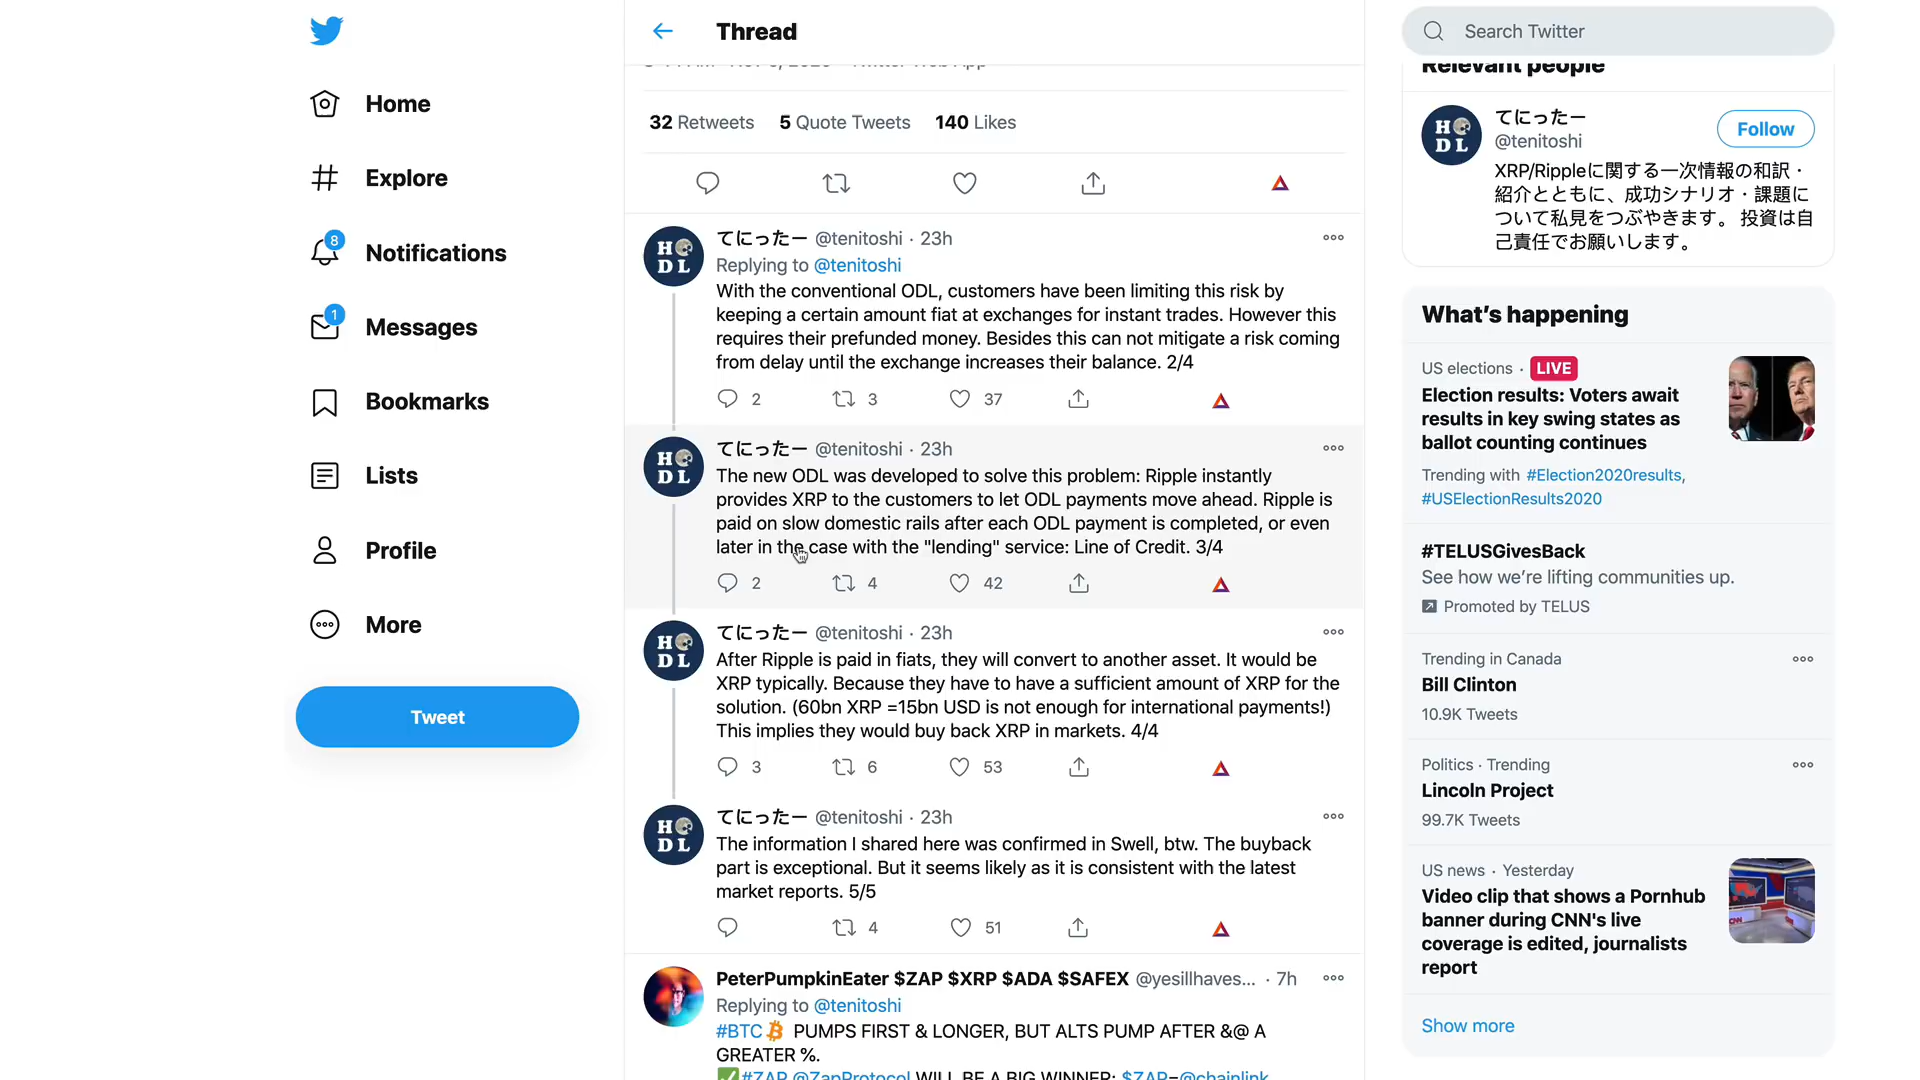 Home
Explore
8
Notifications
1
Messages
Bookmarks
Lists
Profile
More
Tweet
Thread
32 Retweets 5 Quote Tweets 140 Likes
てにったー @tenitoshi · 23h
Replying to @tenitoshi
With the conventional ODL, customers have been limiting this risk by
keeping a certain amount fiat at exchanges for instant trades. However this
requires their prefunded money. Besides this can not mitigate a risk coming
from delay until the exchange increases their balance. 2/4
2 3 37
てにったー @tenitoshi · 23h
The new ODL was developed to solve this problem: Ripple instantly
provides XRP to the customers to let ODL payments move ahead. Ripple is
paid on slow domestic rails after each ODL payment is completed, or even
later in the case with the "lending" service: Line of Credit. 3/4
2 4 42
てにったー @tenitoshi · 23h
After Ripple is paid in fiats, they will convert to another asset. It would be
XRP typically. Because they have to have a sufficient amount of XRP for the
solution. (60bn XRP =15bn USD is not enough for international payments!)
This implies they would buy back XRP in markets. 4/4
3 6 53
てにったー @tenitoshi · 23h
The information I shared here was confirmed in Swell, btw. The buyback
part is exceptional. But it seems likely as it is consistent with the latest
market reports. 5/5
4 51
PeterPumpkinEater $ZAP $XRP $ADA $SAFEX @yesillhaves... · 7h
Replying to @tenitoshi
#BTC PUMPS FIRST & LONGER, BUT ALTS PUMP AFTER &@ A
GREATER %.
#ZAP @ZapProtocol WILL BE A BIG WINNER: $ZAP=@chainlink
Search Twitter
Relevant people
てにったー
@tenitoshi
Follow
XRP/Rippleに関する一次情報の和訳・
紹介とともに、成功シナリオ・課題に
ついて私見をつぶやきます。 投資は自
己責任でお願いします。
What's happening
US elections · LIVE
Election results: Voters await
results in key swing states as
ballot counting continues
Trending with #Election2020results,
#USElectionResults2020
#TELUSGivesBack
See how we're lifting communities up.
Promoted by TELUS
Trending in Canada
Bill Clinton
10.9K Tweets
Politics · Trending
Lincoln Project
99.7K Tweets
US news · Yesterday
Video clip that shows a Pornhub
banner during CNN's live
coverage is edited, journalists
report
Show more